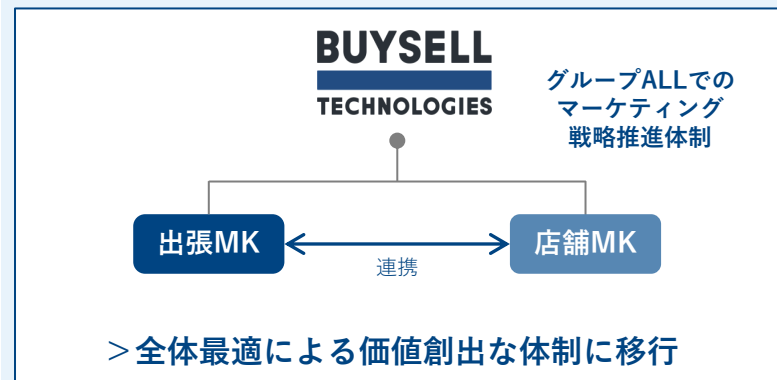 BUYSELL
TECHNOLOGIES
グループALLでの
マーケティング
戦略推進体制
出張MK
連携
店舗MK
＞全体最適による価値創出な体制に移行